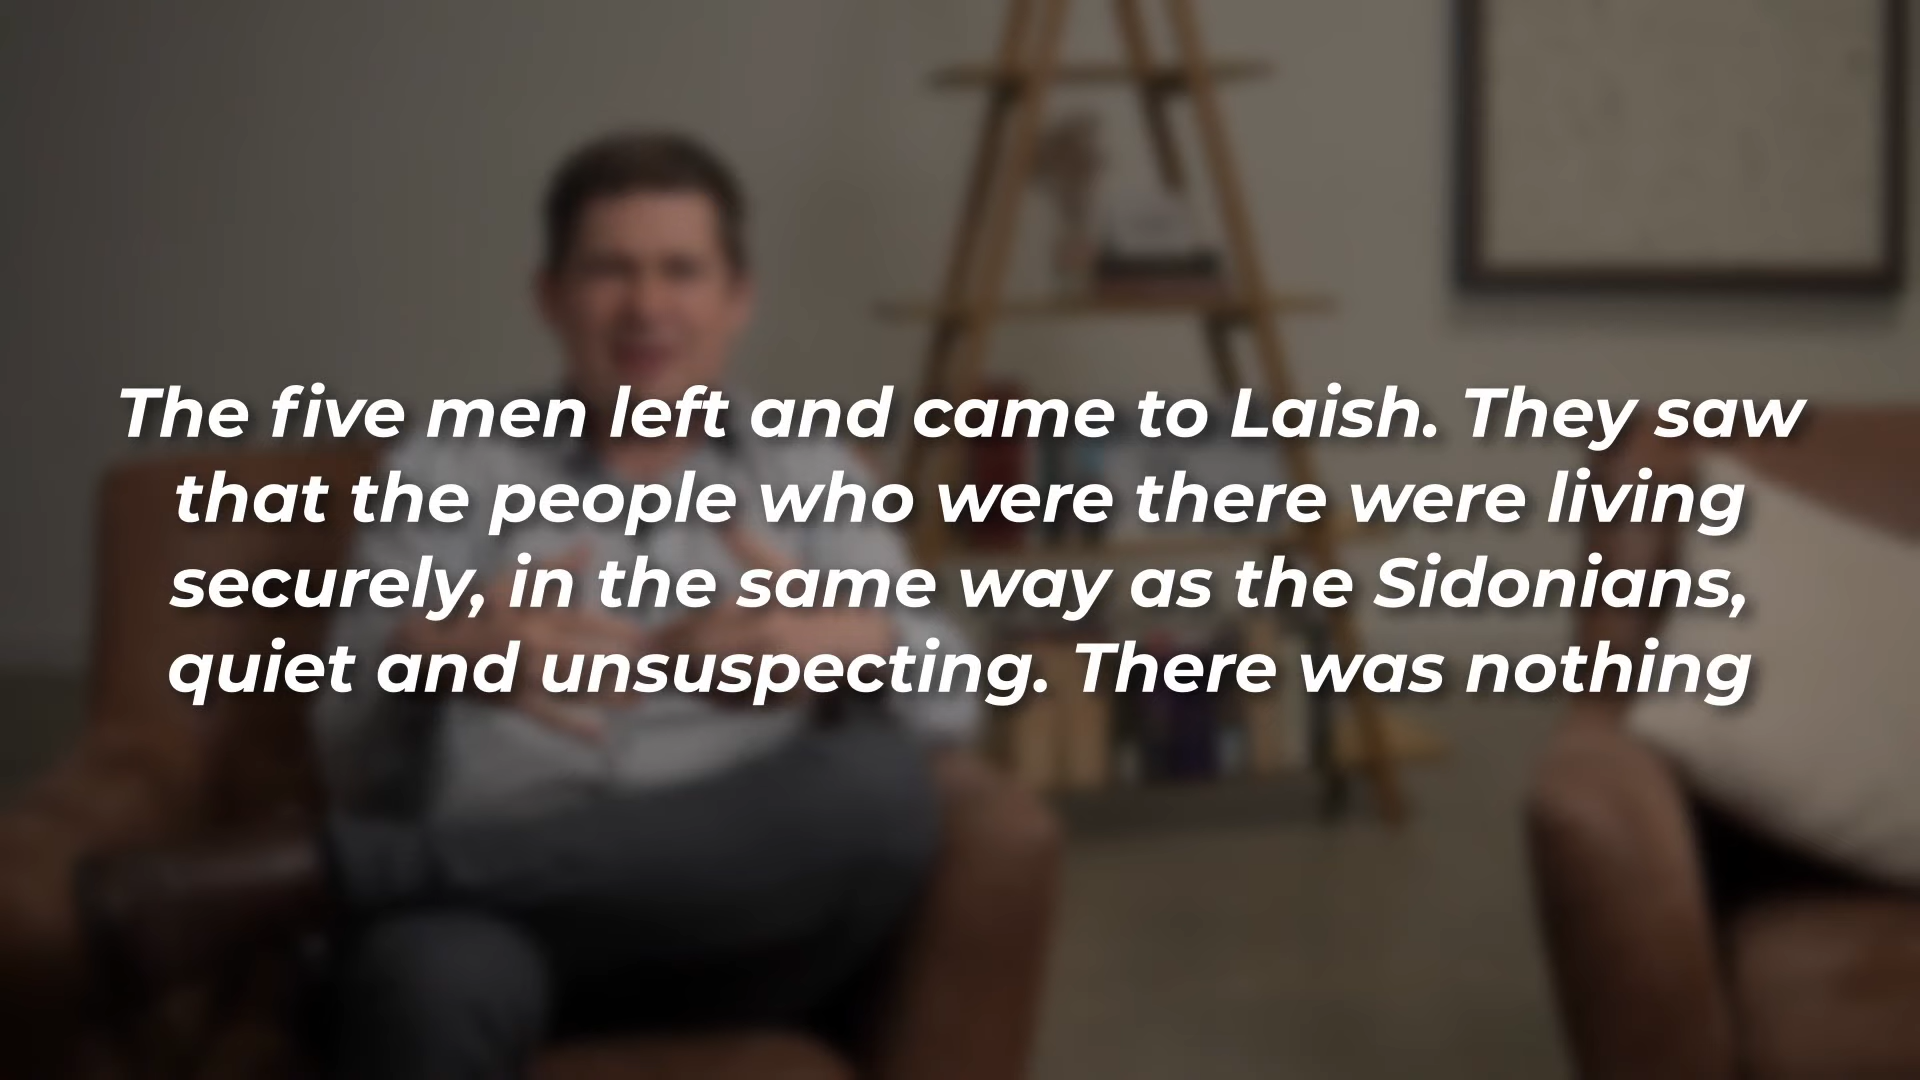 The five men left and came to Laish. They saw
that the people who were there were living
securely, in the same way as the Sidonians,
quiet and unsuspecting. There was nothing